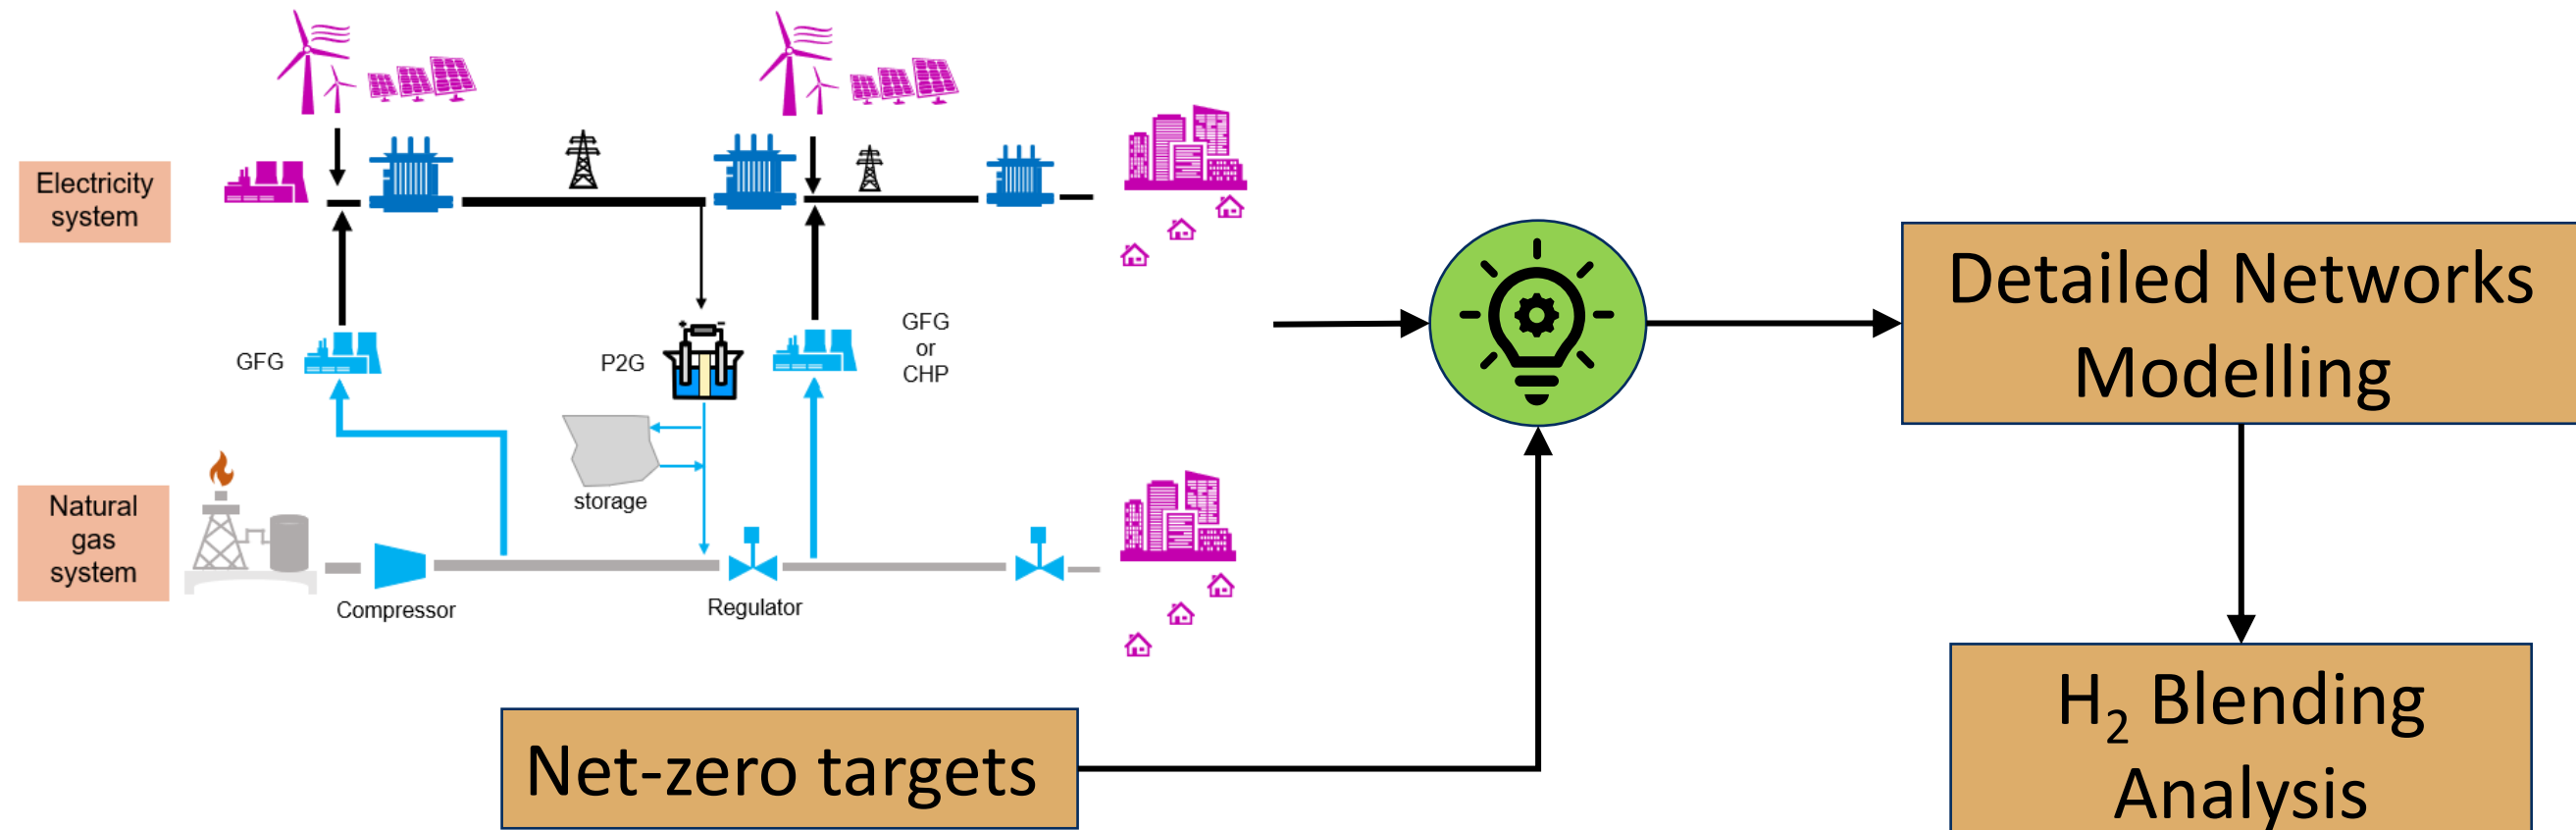 Electricity
system
GFG
P2G
GFG
or
CHP
storage
Natural
gas
system
Compressor
Regulator
Net-zero targets
Detailed Networks
Modelling
H₂ Blending
Analysis